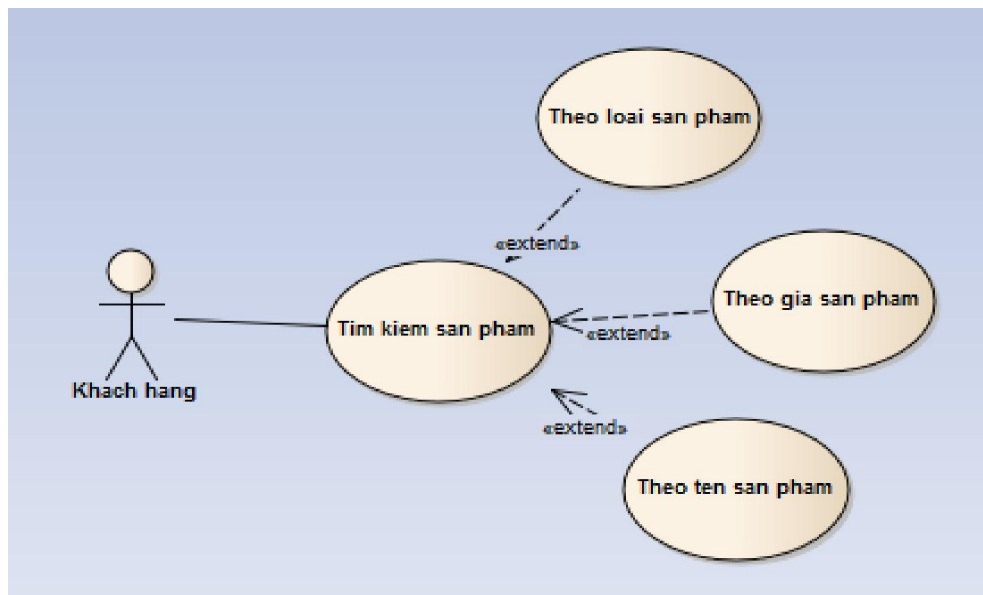 Theo loai san pham
«extend»
Theo gia san pham
Tim kiem san pham
«extend»
Khach hang
«extend»
Theo ten san pham